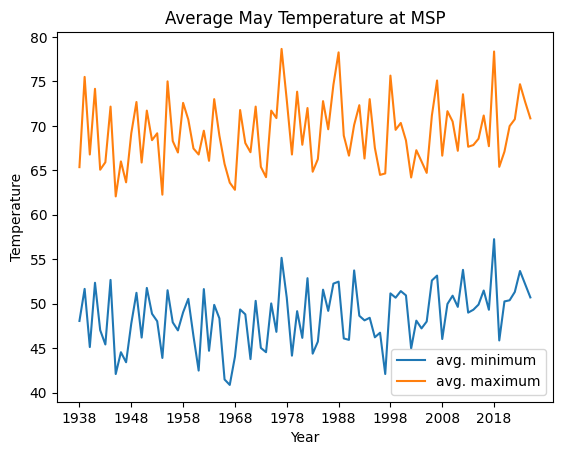 Average May Temperature at MSP
80
75
70
65
60
55
50
45
40
Temperature
avg. minimum
avg. maximum
1938 1948 1958 1968 1978 1988 1998 2008 2018
Year